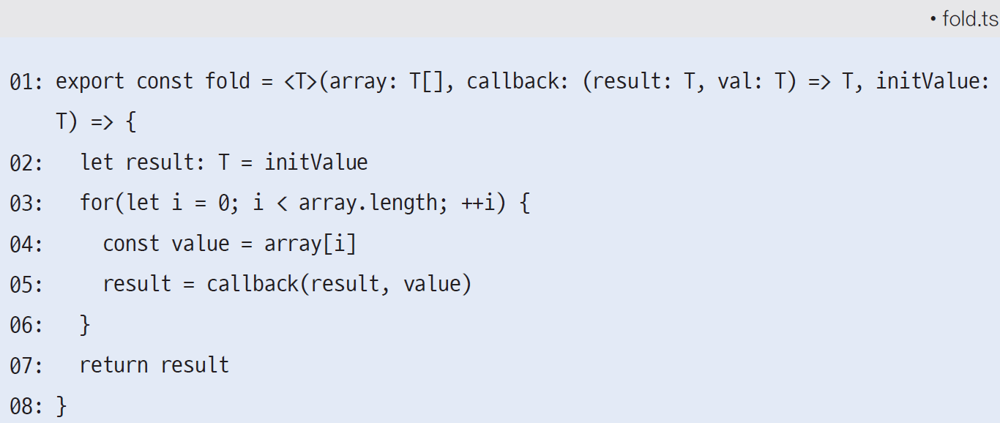 • fold.ts
01: export const fold = <T>(array: T[], callback: (result: T, val: T) => T, initValue:
T) => {
02:   let result: T = initValue
03:   for(let i = 0; i < array.length; ++i) {
04:     const value = array[i]
05:     result = callback(result, value)
06:   }
07:   return result
08: }